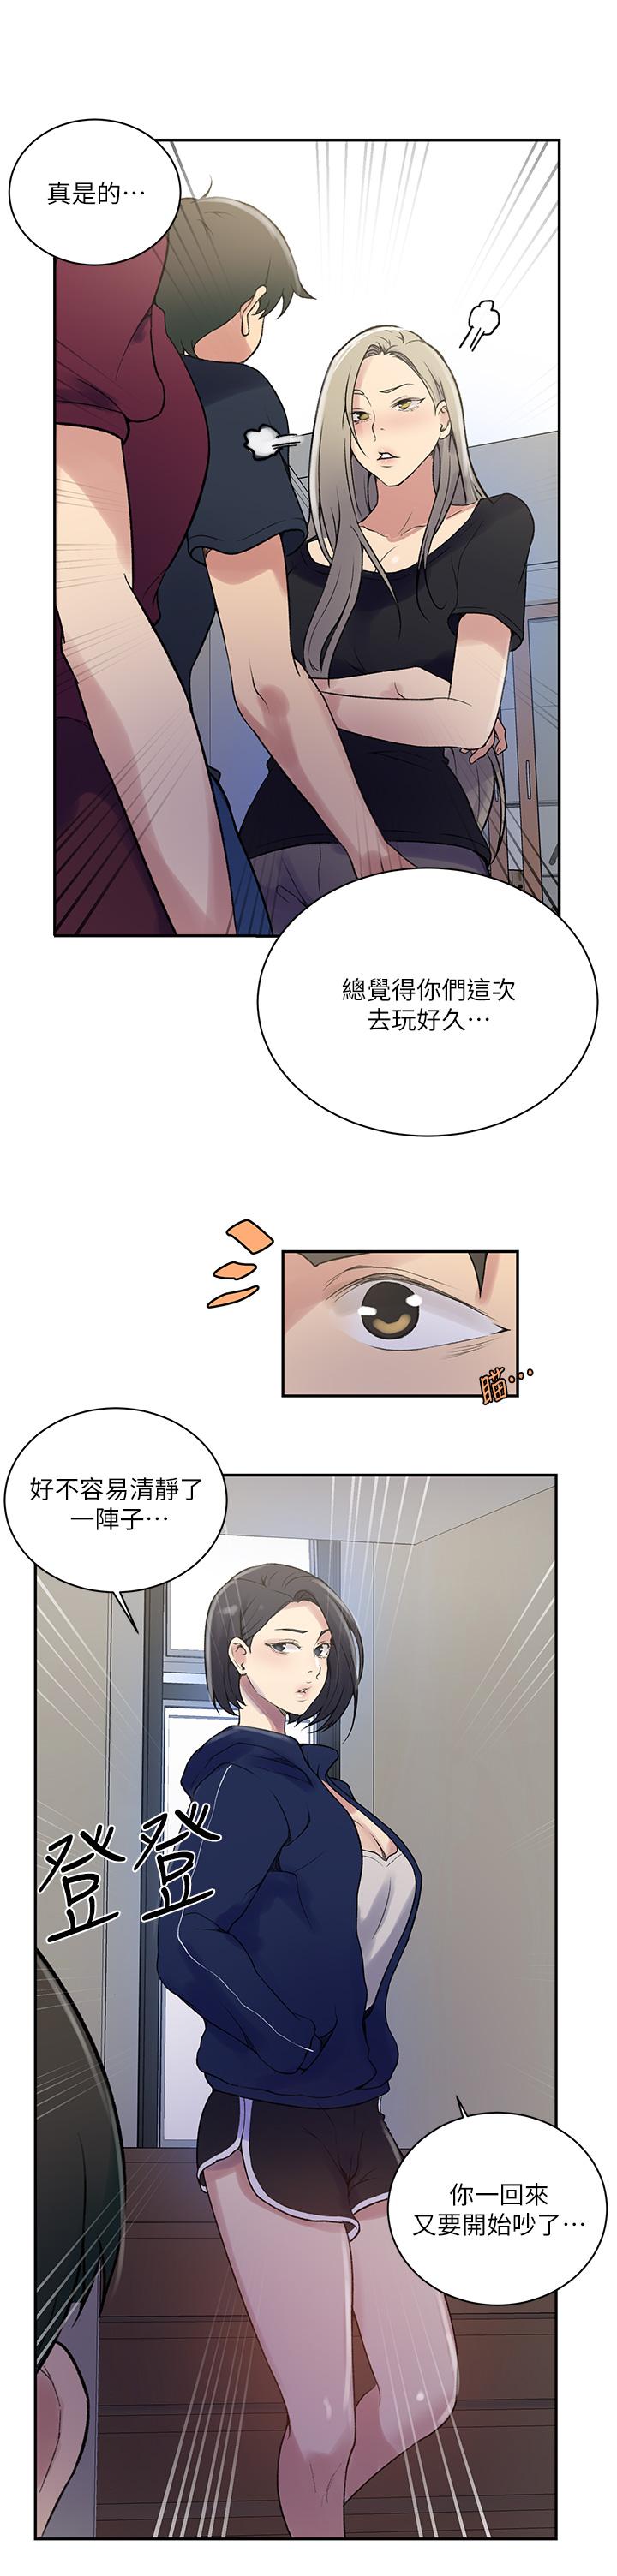 真是的…
總覺得你們這次
去玩好久…
瞄…
好不容易清靜了
一陣子…
登登
你一回來
又要開始吵了…